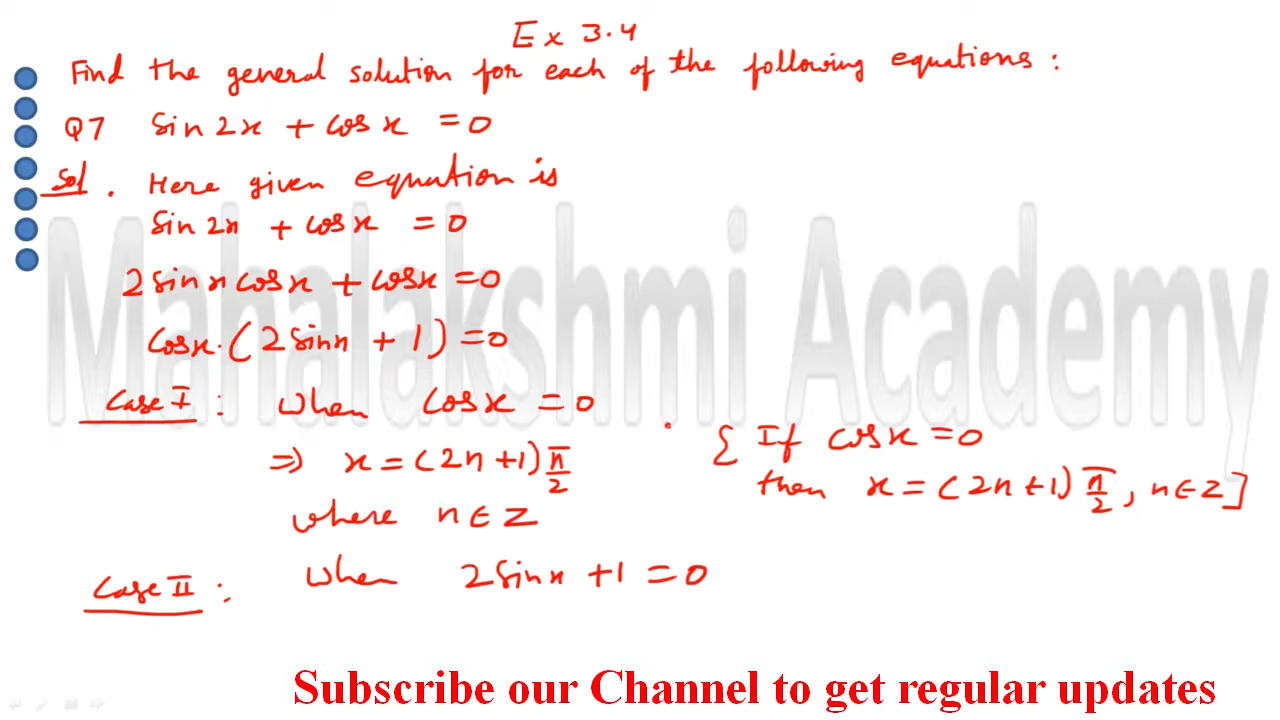 Ex 3.4
Find the general solution for each of the following equations :
Q7 Sin 2x + cos x = 0
Sol . Here given equation is
Sin 2x + cos x = 0
2 Sin x cos x + cos x = 0
Cos x . ( 2 Sin x + 1 ) = 0
Case I : when cos x = 0
⇒ x = (2n + 1) π/2
where n ∈ Z
{ If cos x = 0
then x = (2n + 1) π/2 , n ∈ Z ]
Case II : when 2 Sin x + 1 = 0
Mahalakshmi Academy
Subscribe our Channel to get regular updates